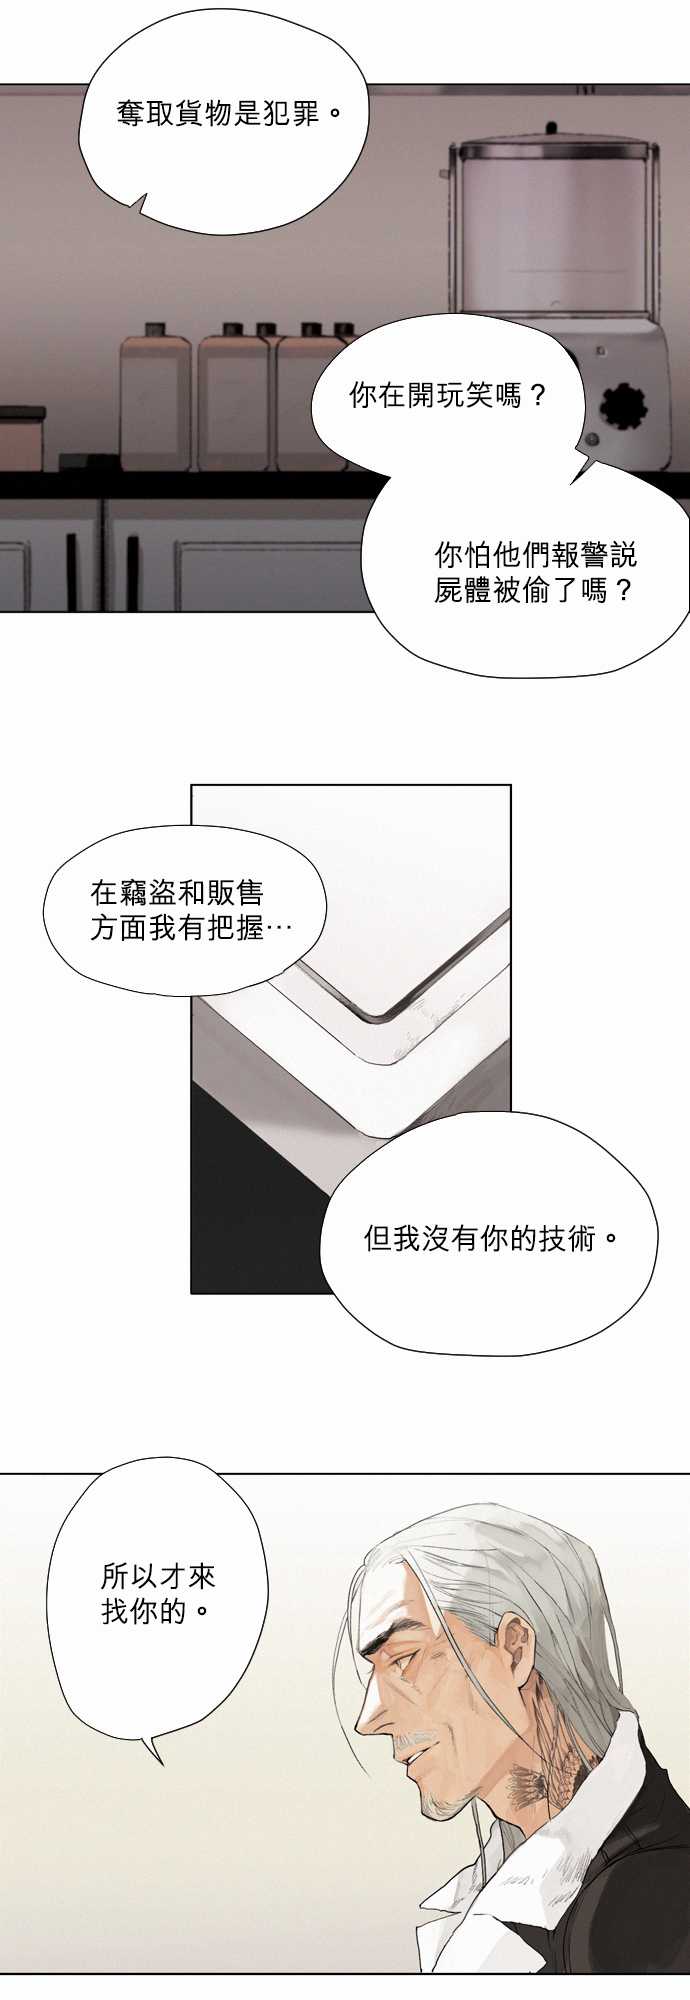 奪取貨物是犯罪。
你在開玩笑嗎？
你怕他們報警説
屍體被偷了嗎？
在竊盜和販售
方面我有把握…
但我沒有你的技術。
所以才來
找你的。